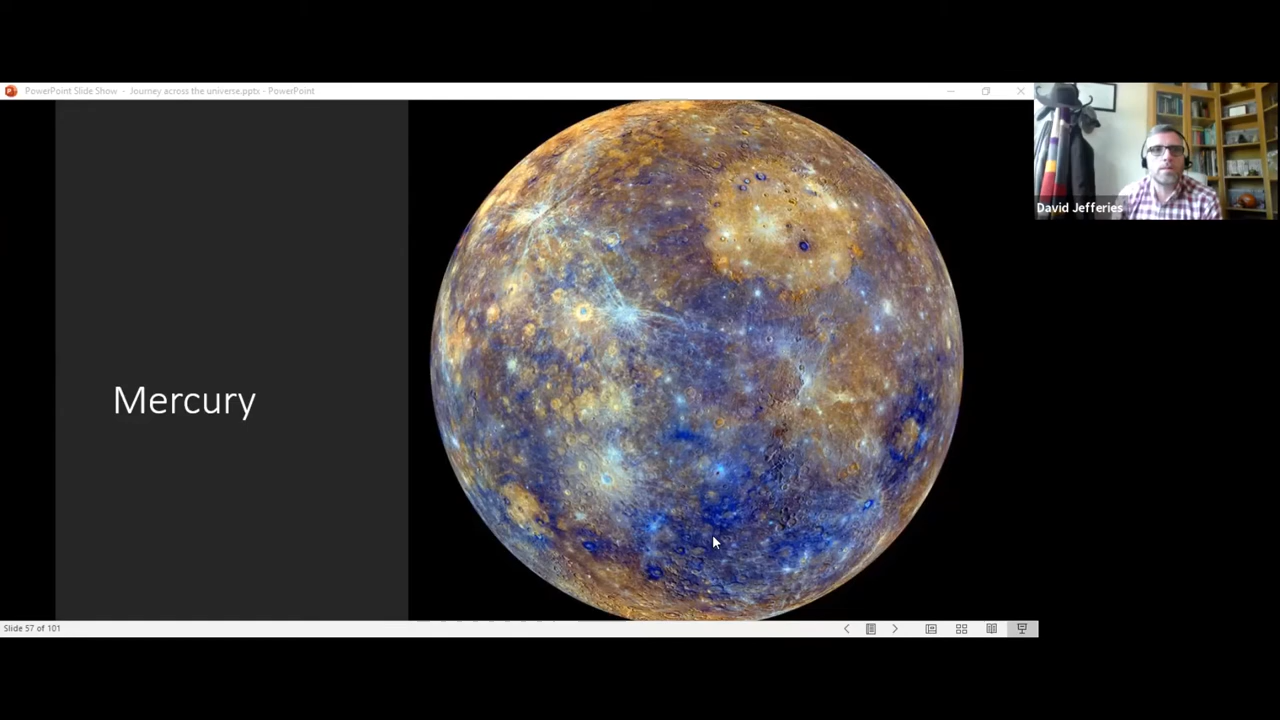 PowerPoint Slide Show - Journey across the universe.pptx - PowerPoint
David Jefferies
Mercury
Slide 57 of 101